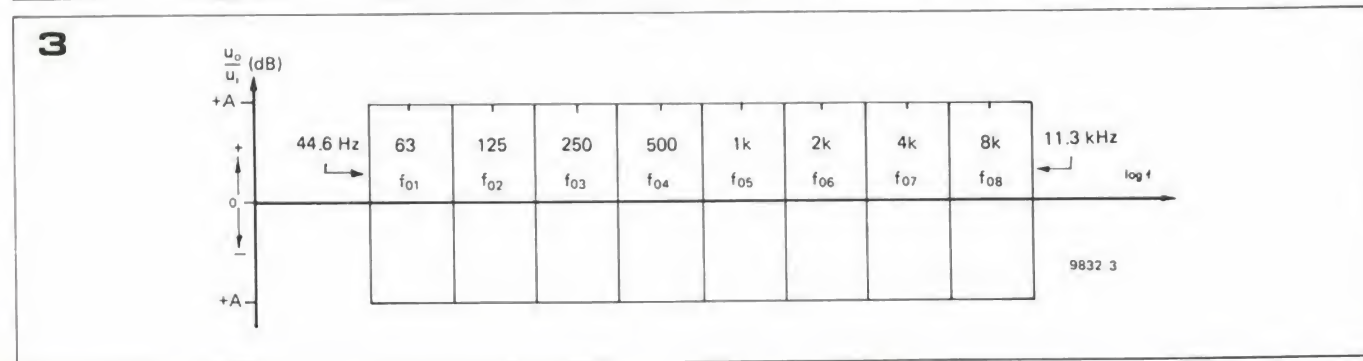 3
u₀/uᵢ (dB)
+A
44.6 Hz 63 125 250 500 1k 2k 4k 8k 11.3 kHz
+ f₀₁ f₀₂ f₀₃ f₀₄ f₀₅ f₀₆ f₀₇ f₀₈ log f
0
−
9832 3
+A